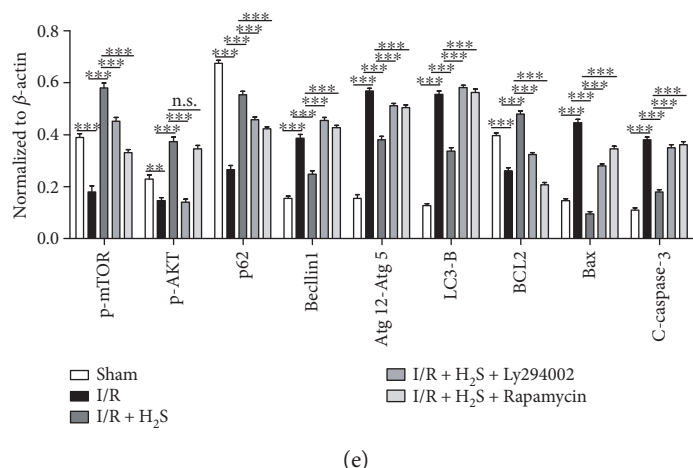 0.8
0.6
0.4
0.2
0.0
Normalized to β-actin
*** *** *** ***
** *** *** n.s.
*** *** *** ***
*** *** *** ***
*** *** *** ***
*** *** *** ***
*** *** *** ***
*** *** *** ***
*** *** *** ***
p-mTOR
p-AKT
p62
Becllin1
Atg 12-Atg 5
LC3-B
BCL2
Bax
C-caspase-3
Sham
I/R
I/R + H₂S
I/R + H₂S + Ly294002
I/R + H₂S + Rapamycin
(e)